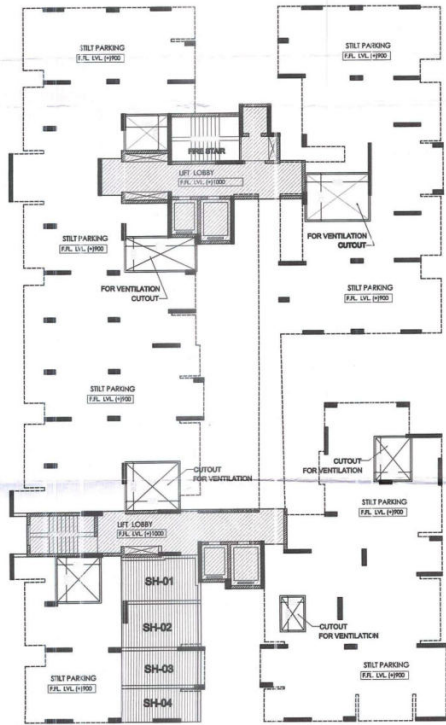 STILT PARKING
F.FL. LVL. (+)900
STILT PARKING
F.FL. LVL. (+)900
FIRE STAIR
LIFT LOBBY
F.FL. LVL. (+)1000
STILT PARKING
F.FL. LVL. (+)900
FOR VENTILATION
CUTOUT
FOR VENTILATION
CUTOUT
STILT PARKING
F.FL. LVL. (+)900
STILT PARKING
F.FL. LVL. (+)900
CUTOUT
FOR VENTILATION
CUTOUT
FOR VENTILATION
STILT PARKING
F.FL. LVL. (+)900
LIFT LOBBY
F.FL. LVL. (+)1000
SH-01
SH-02
CUTOUT
FOR VENTILATION
SH-03
STILT PARKING
F.FL. LVL. (+)900
STILT PARKING
F.FL. LVL. (+)900
SH-04